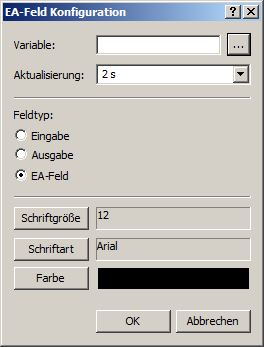 EA-Feld Konfiguration
Variable:
...
Aktualisierung: 2 s
Feldtyp:
Eingabe
Ausgabe
EA-Feld
Schriftgröße 12
Schriftart Arial
Farbe
OK Abbrechen